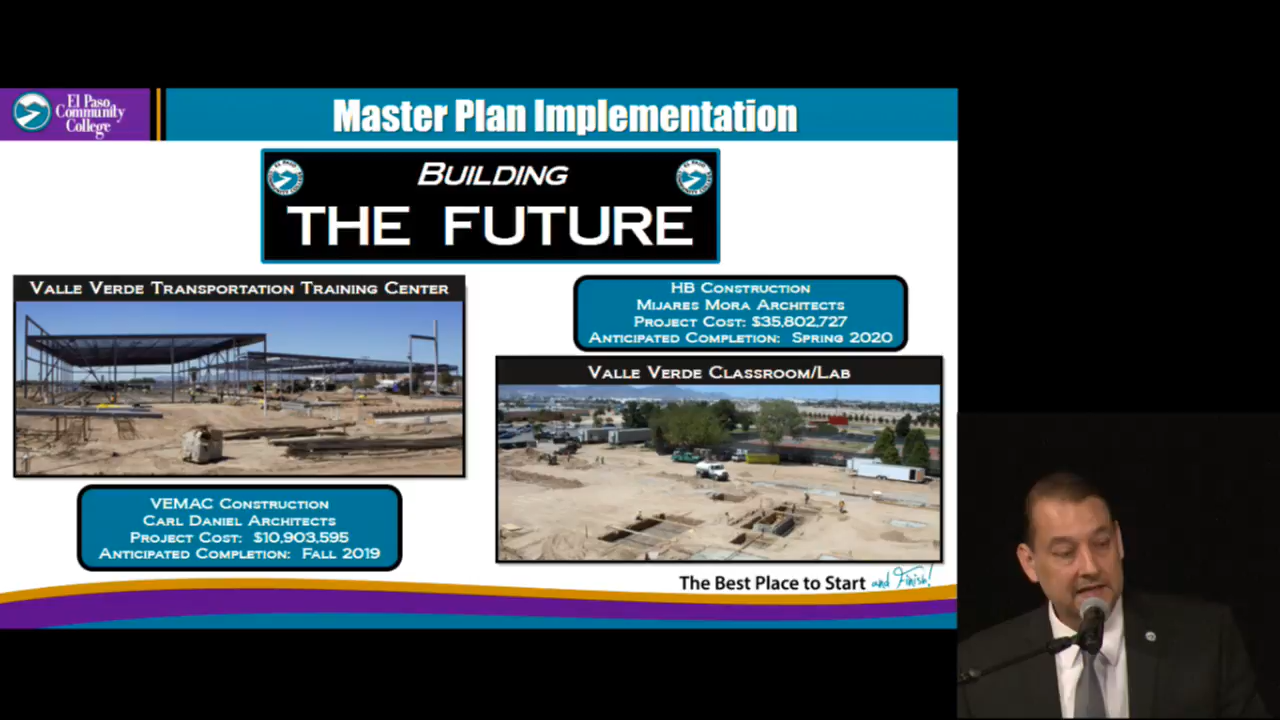 El Paso
Community
College
Master Plan Implementation
Building
THE FUTURE
Valle Verde Transportation Training Center
VEMAC Construction
Carl Daniel Architects
Project Cost: $10,903,595
Anticipated Completion: Fall 2019
HB Construction
Mijares Mora Architects
Project Cost: $35,802,727
Anticipated Completion: Spring 2020
Valle Verde Classroom/Lab
The Best Place to Start and Finish!